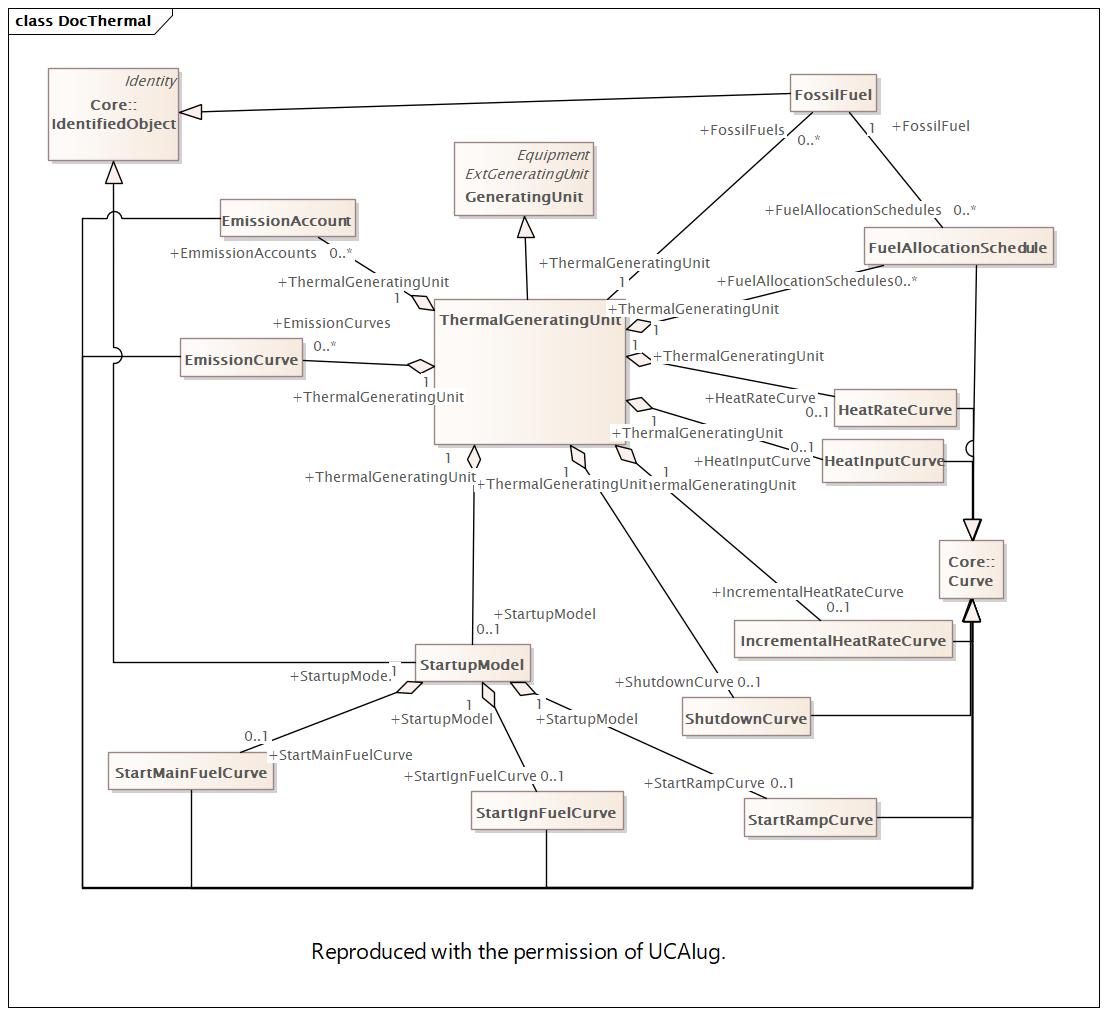 class DocThermal
Identity
Core::
IdentifiedObject
FossilFuel
+FossilFuels
0..*
1
+FossilFuel
Equipment
ExtGeneratingUnit
GeneratingUnit
EmissionAccount
+FuelAllocationSchedules 0..*
FuelAllocationSchedule
+EmmissionAccounts 0..*
+ThermalGeneratingUnit
1
+ThermalGeneratingUnit
1
+FuelAllocationSchedules0..*
+ThermalGeneratingUnit
1
ThermalGeneratingUnit
+EmissionCurves
0..*
EmissionCurve
1
+ThermalGeneratingUnit
1
+ThermalGeneratingUnit
+HeatRateCurve
0..1
HeatRateCurve
1
+ThermalGeneratingUnit
0..1
+HeatInputCurve
HeatInputCurve
1
+ThermalGeneratingUnit
1
+ThermalGeneratingUnit
1
hermalGeneratingUnit
Core::
Curve
+IncrementalHeatRateCurve
0..1
IncrementalHeatRateCurve
+StartupModel
0..1
StartupModel
+StartupMode.
1
+ShutdownCurve 0..1
ShutdownCurve
1
+StartupModel
1
+StartupModel
0..1
+StartMainFuelCurve
StartMainFuelCurve
+StartIgnFuelCurve 0..1
StartIgnFuelCurve
+StartRampCurve 0..1
StartRampCurve
Reproduced with the permission of UCAIug.